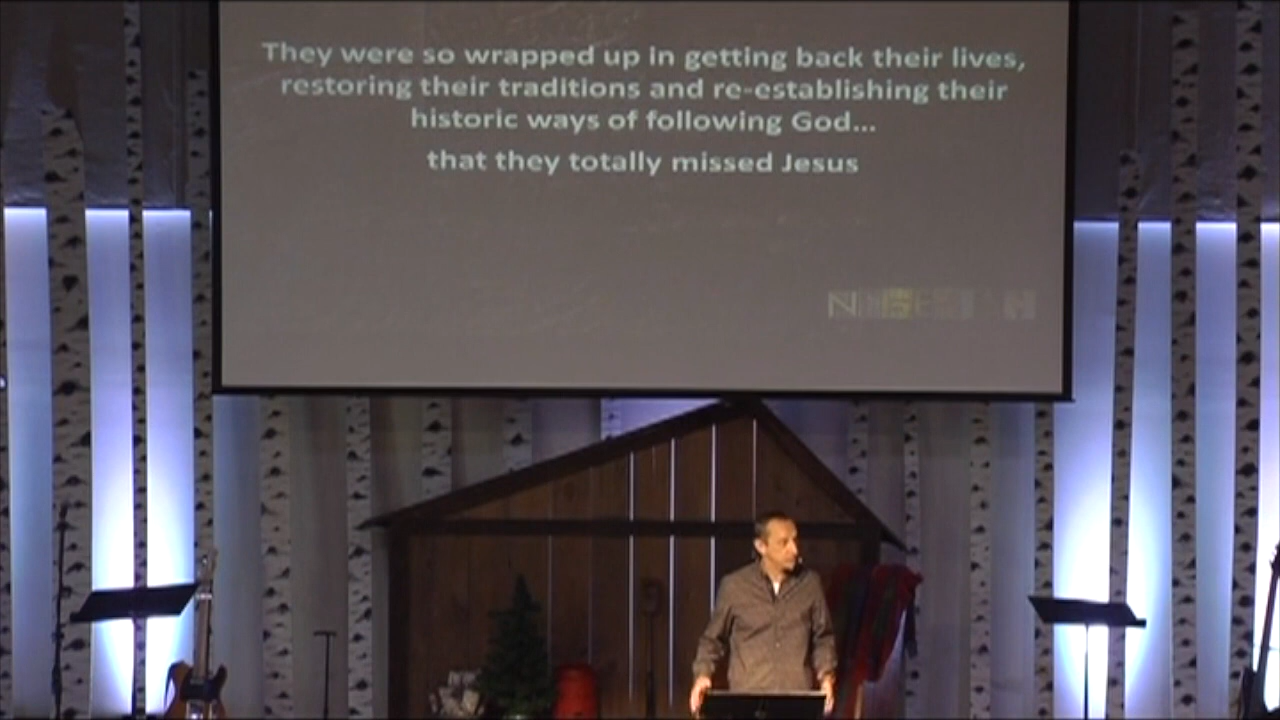 They were so wrapped up in getting back their lives,
restoring their traditions and re-establishing their
historic ways of following God...
that they totally missed Jesus